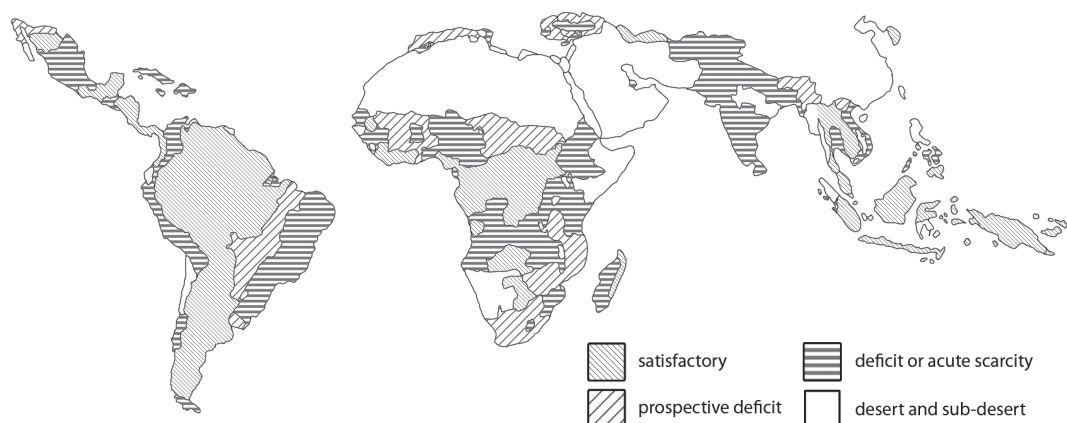 satisfactory
deficit or acute scarcity
prospective deficit
desert and sub-desert